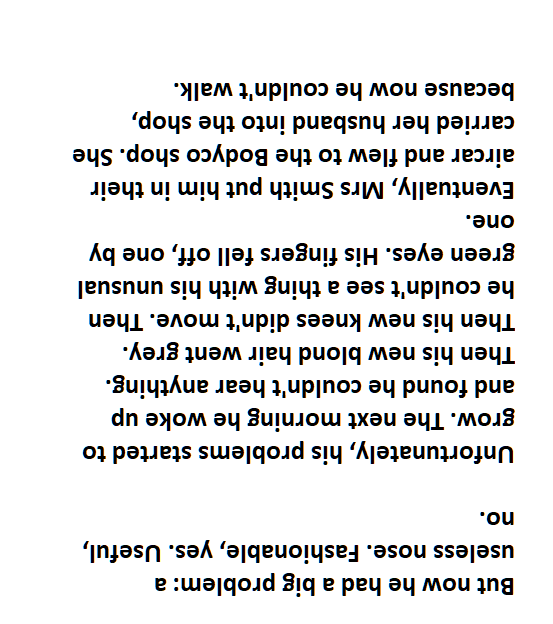 But now he had a big problem: a
useless nose. Fashionable, yes. Useful,
no.
Unfortunately, his problems started to
grow. The next morning he woke up
and found he couldn't hear anything.
Then his new blond hair went grey.
Then his new knees didn't move. Then
he couldn't see a thing with his unusual
green eyes. His fingers fell off, one by
one.
Eventually, Mrs Smith put him in their
aircar and flew to the Bodyco shop. She
carried her husband into the shop,
because now he couldn't walk.